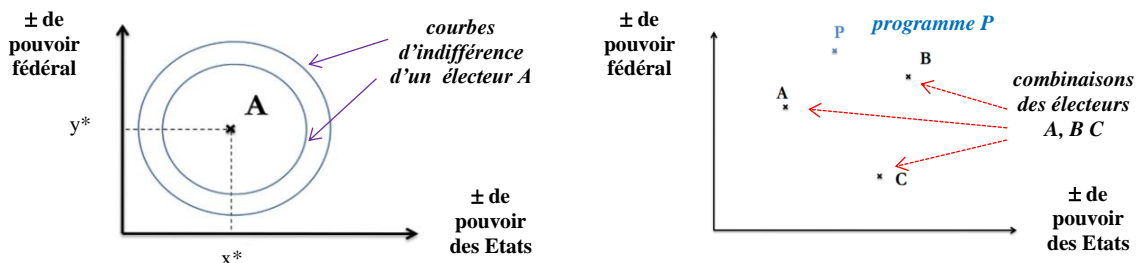 ± de
pouvoir
fédéral
courbes
d'indifférence
d'un électeur A
A
y*
x*
± de
pouvoir
des Etats
± de
pouvoir
fédéral
programme P
P
B
A
C
combinaisons
des électeurs
A, B C
± de
pouvoir
des Etats